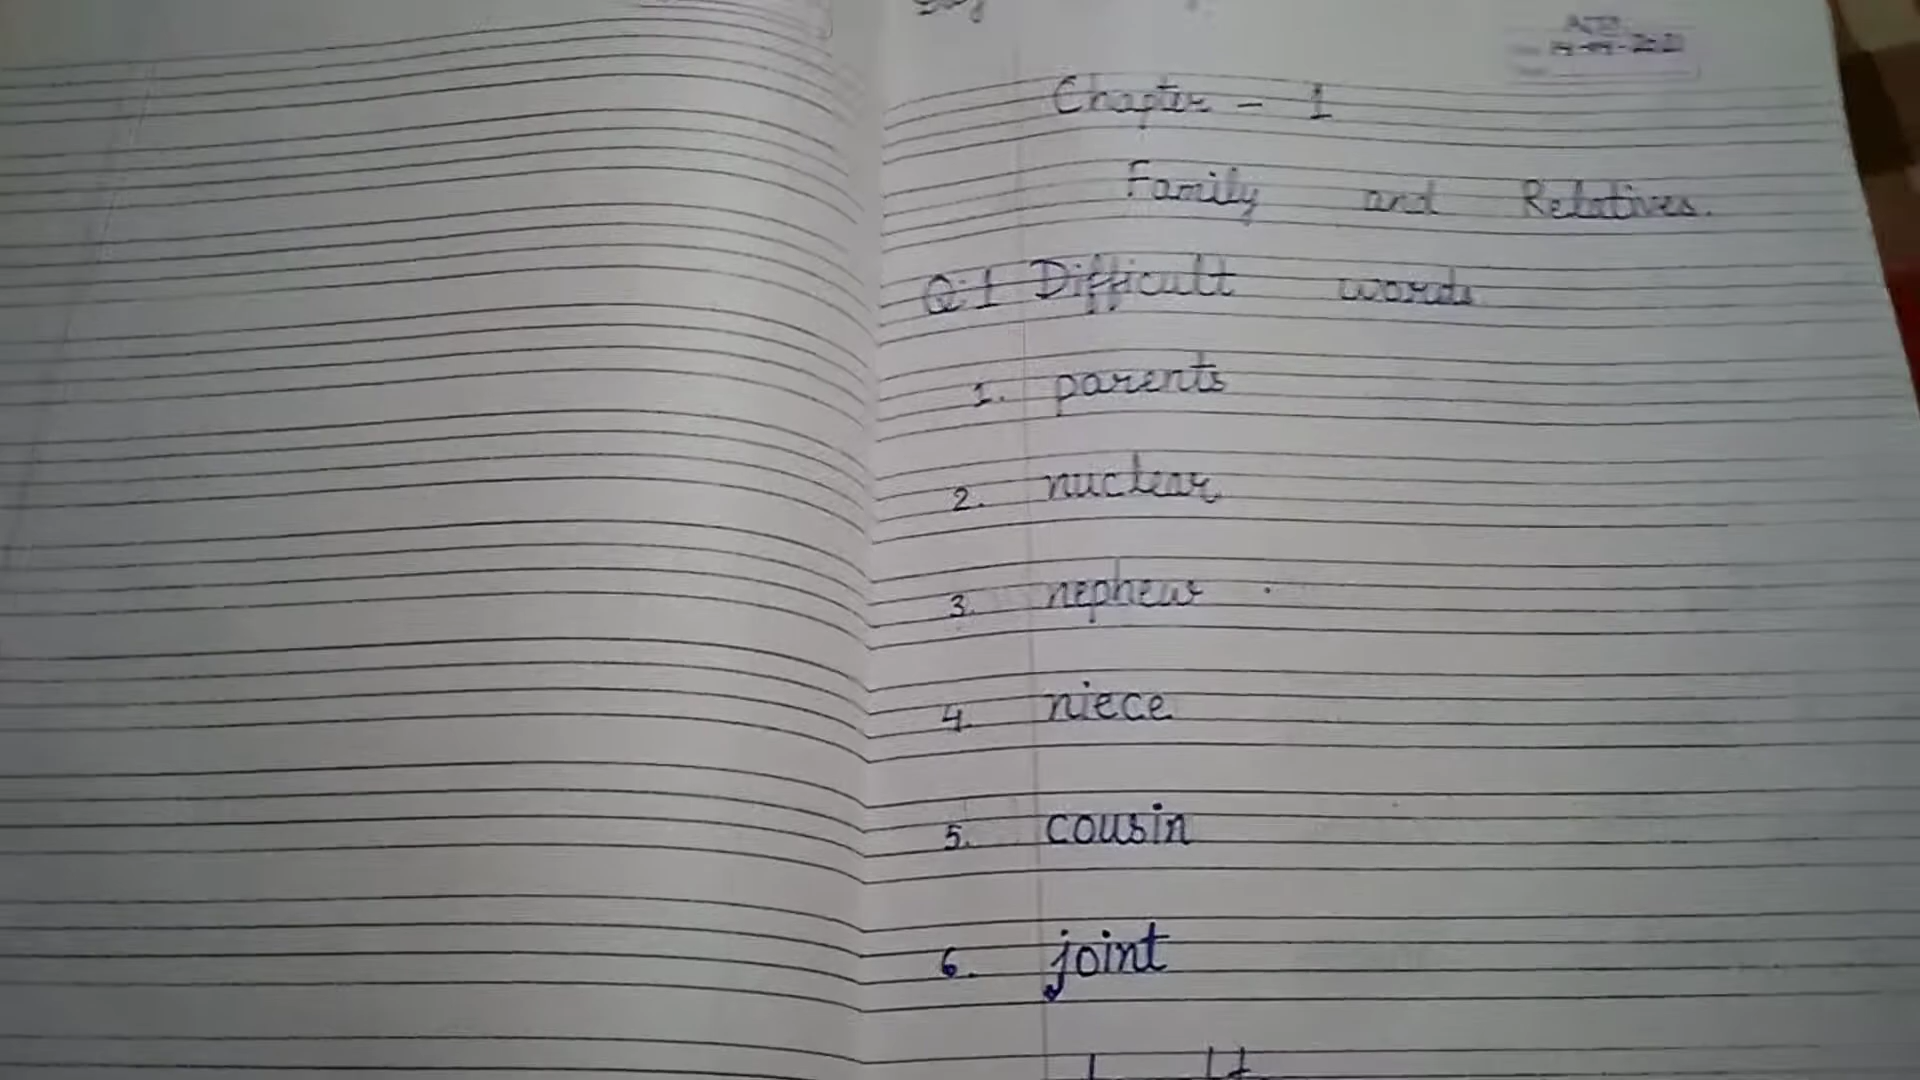 Chapter - 1
Family and Relatives.
Q.1 Difficult words
1. parents
2. nuclear
3. nephew
4. niece
5. cousin
6. joint